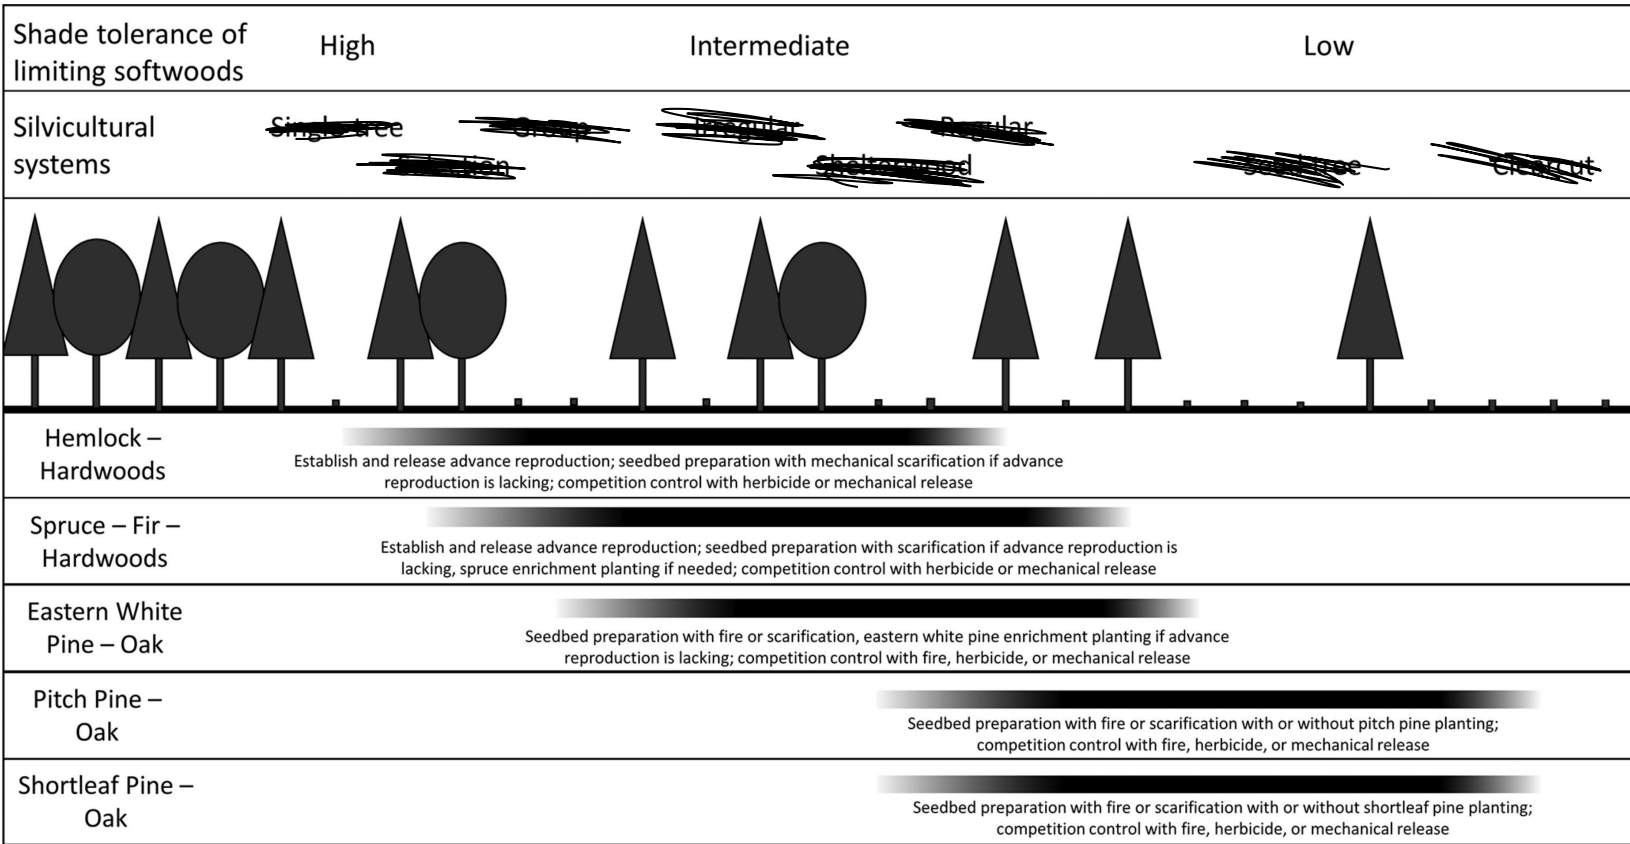 Shade tolerance of
limiting softwoods
High
Intermediate
Low
Silvicultural
systems
Hemlock –
Hardwoods
Establish and release advance reproduction; seedbed preparation with mechanical scarification if advance
reproduction is lacking; competition control with herbicide or mechanical release
Spruce – Fir –
Hardwoods
Establish and release advance reproduction; seedbed preparation with scarification if advance reproduction is
lacking, spruce enrichment planting if needed; competition control with herbicide or mechanical release
Eastern White
Pine – Oak
Seedbed preparation with fire or scarification, eastern white pine enrichment planting if advance
reproduction is lacking; competition control with fire, herbicide, or mechanical release
Pitch Pine –
Oak
Seedbed preparation with fire or scarification with or without pitch pine planting;
competition control with fire, herbicide, or mechanical release
Shortleaf Pine –
Oak
Seedbed preparation with fire or scarification with or without shortleaf pine planting;
competition control with fire, herbicide, or mechanical release